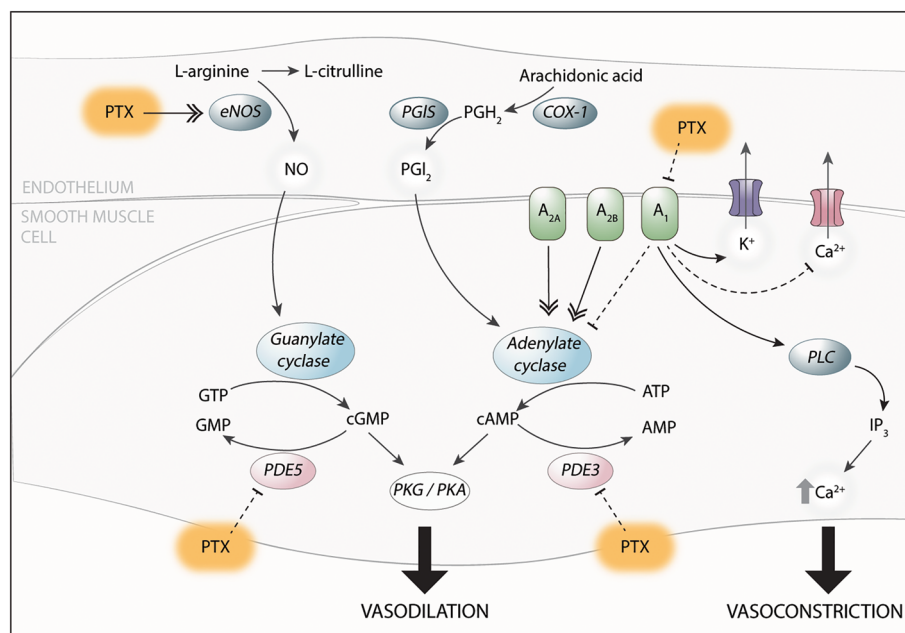 L-arginine
L-citrulline
Arachidonic acid
PTX
eNOS
PGIS
PGH2
COX-1
PTX
NO
PGI2
ENDOTHELIUM
SMOOTH MUSCLE
CELL
A2A
A2B
A1
K+
Ca2+
Guanylate
cyclase
Adenylate
cyclase
PLC
GTP
ATP
GMP
cGMP
cAMP
AMP
IP3
PDE5
PKG / PKA
PDE3
Ca2+
PTX
PTX
VASODILATION
VASOCONSTRICTION